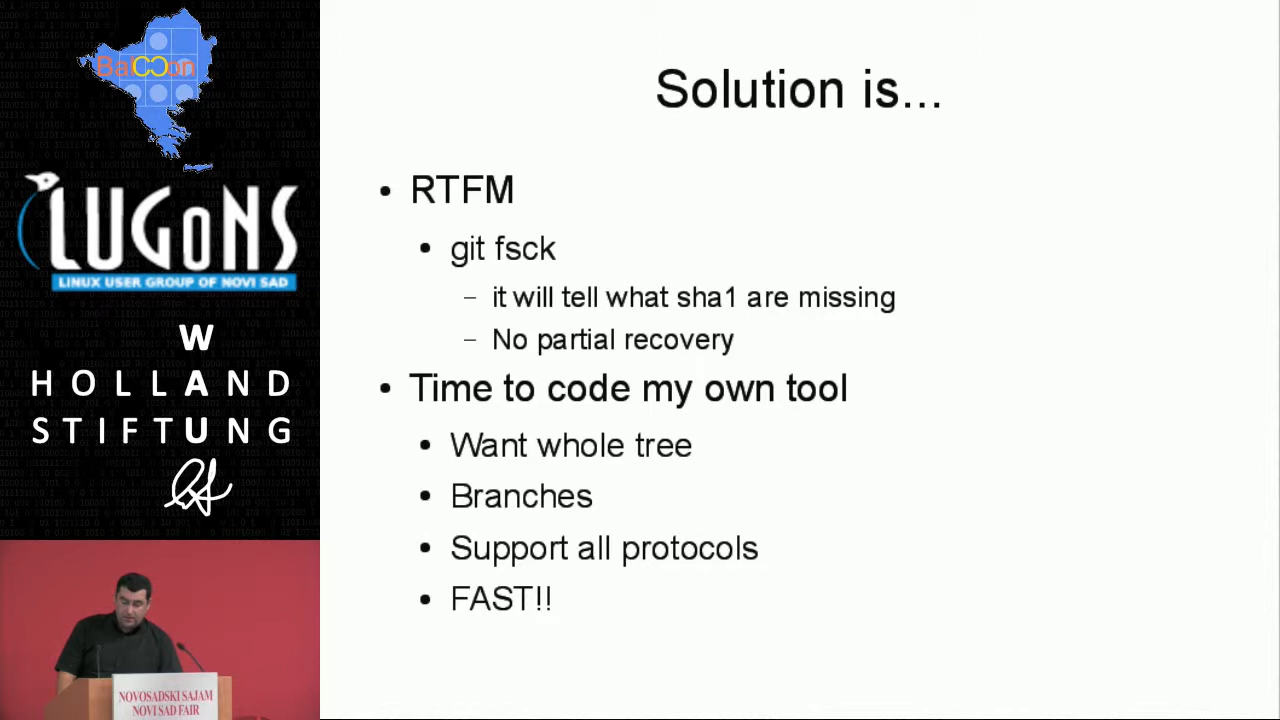 BalCCon
LUGoNS
LINUX USER GROUP OF NOVI SAD
W
HOLLAND
STIFTUNG
NOVOSADSKI SAJAM
NOVI SAD FAIR
Solution is...
• RTFM
• git fsck
– it will tell what sha1 are missing
– No partial recovery
• Time to code my own tool
• Want whole tree
• Branches
• Support all protocols
• FAST!!